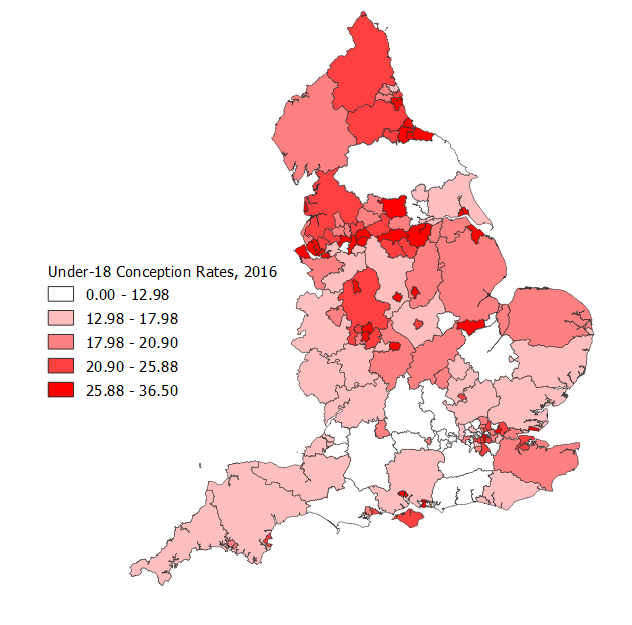 Under-18 Conception Rates, 2016
0.00 - 12.98
12.98 - 17.98
17.98 - 20.90
20.90 - 25.88
25.88 - 36.50